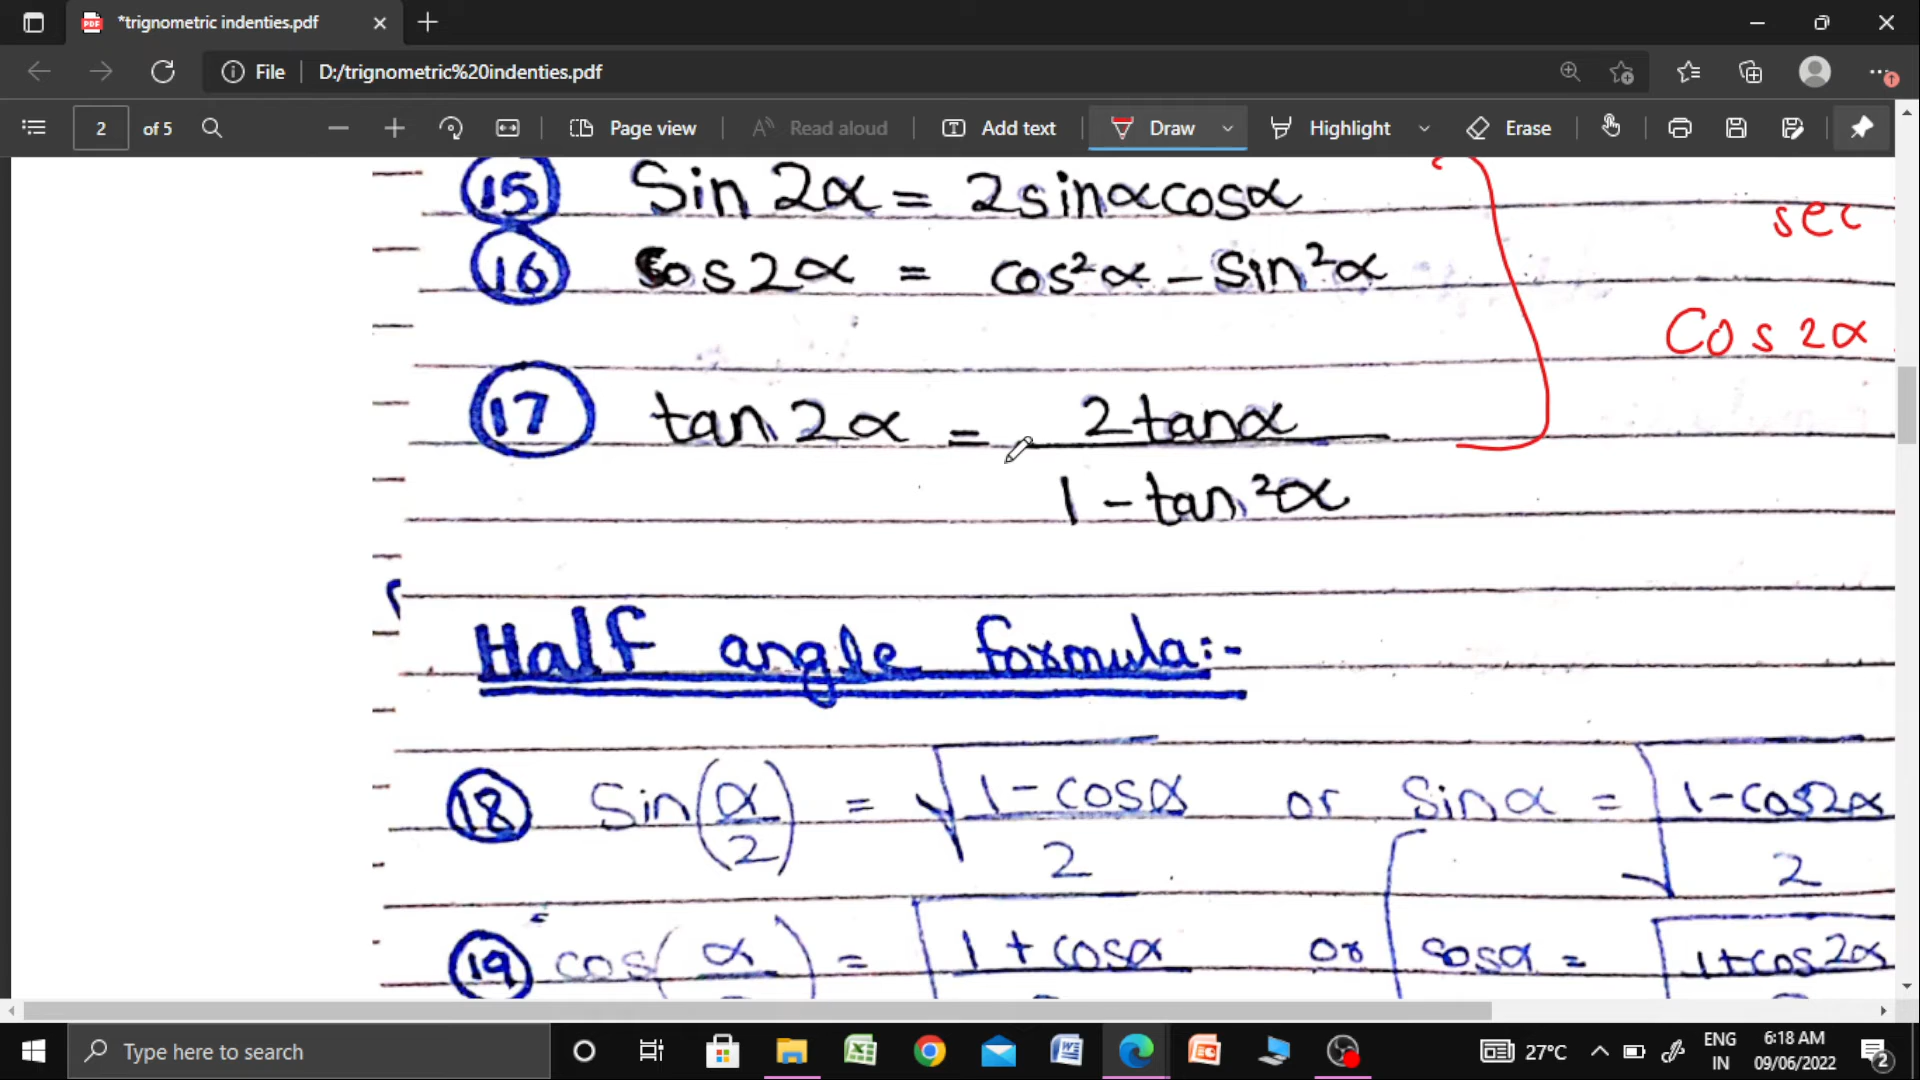 *trignometric indenties.pdf
File D:/trignometric%20indenties.pdf
2 of 5 Page view Read aloud Add text Draw Highlight Erase
15 Sin 2α = 2sinαcosα
sec
16 Cos 2α = cos²α - Sin²α
Cos 2α
17 tan 2α = 2tanα
1 - tan²α
Half angle formula:-
18 Sin(α/2) = √(1-cosα / 2) or Sinα = √(1-cos2α / 2)
19 cos(α = √1 + cosα or cosα = √1+cos2α
Type here to search
27°C ENG IN 6:18 AM 09/06/2022 2